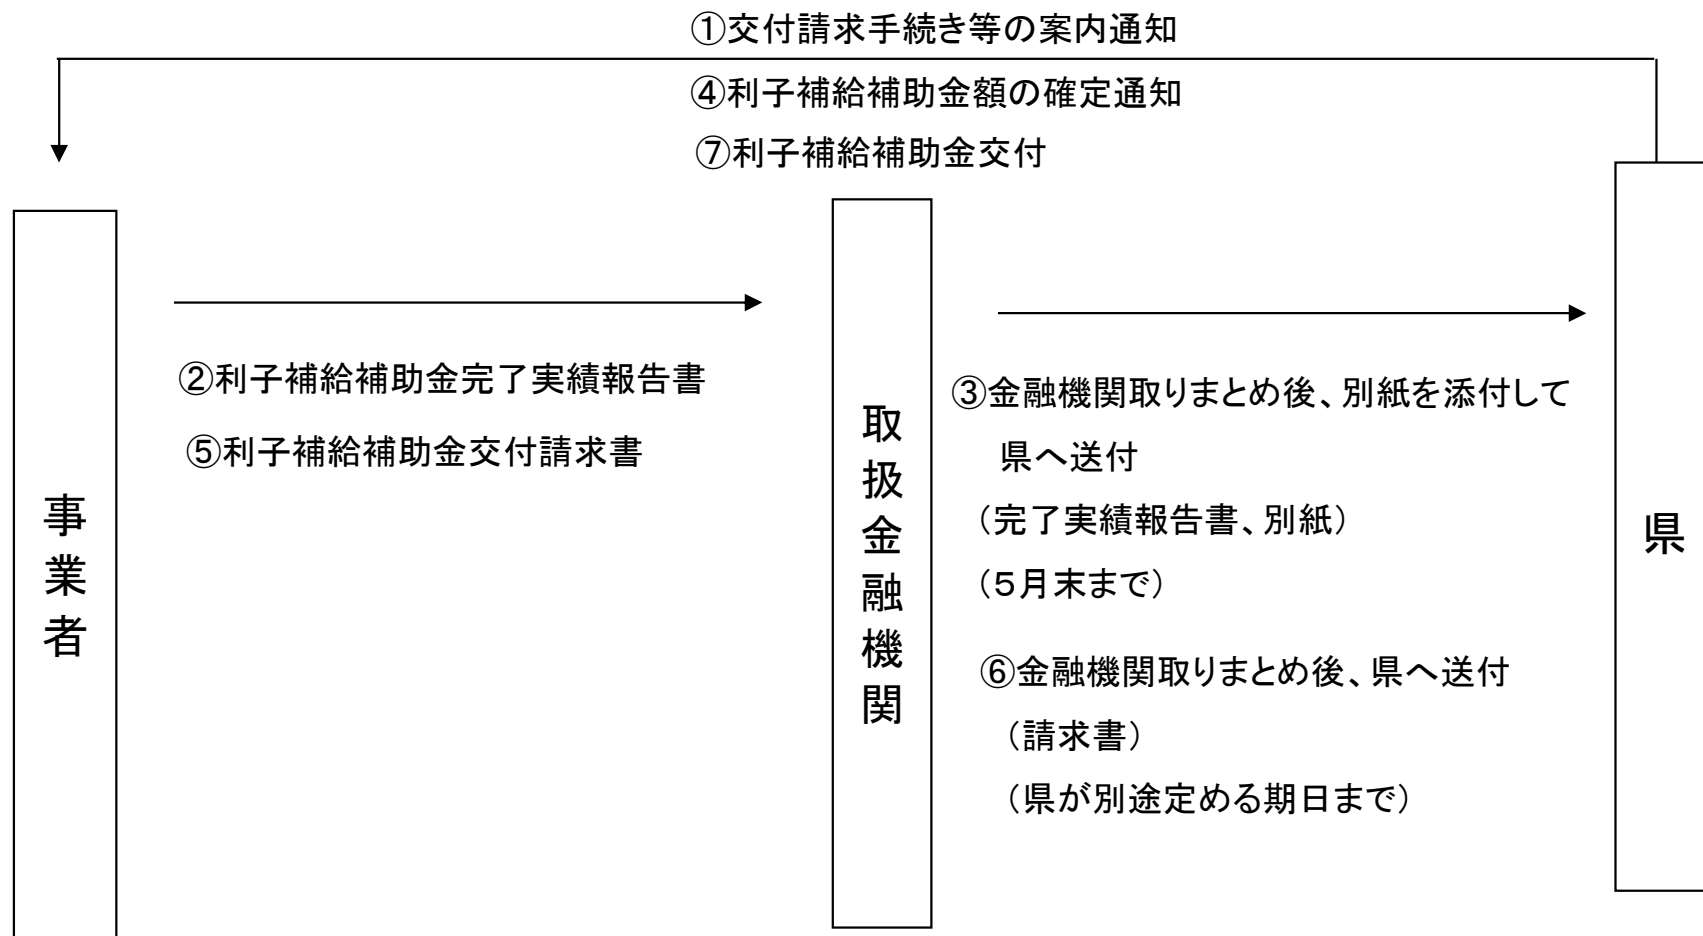 ①交付請求手続き等の案内通知
④利子補給補助金額の確定通知
⑦利子補給補助金交付
事業者
②利子補給補助金完了実績報告書
⑤利子補給補助金交付請求書
取扱金融機関
③金融機関取りまとめ後、別紙を添付して
県へ送付
（完了実績報告書、別紙）
（５月末まで）
⑥金融機関取りまとめ後、県へ送付
（請求書）
（県が別途定める期日まで）
県